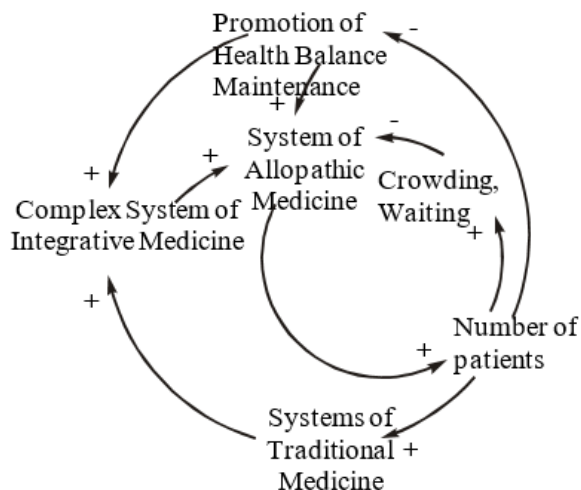 Promotion of
Health Balance
Maintenance
-
+
System of
Allopathic
Medicine
-
+
+
Crowding,
Waiting
+
Complex System of
Integrative Medicine
+
Number of
patients
+
Systems of
Traditional +
Medicine